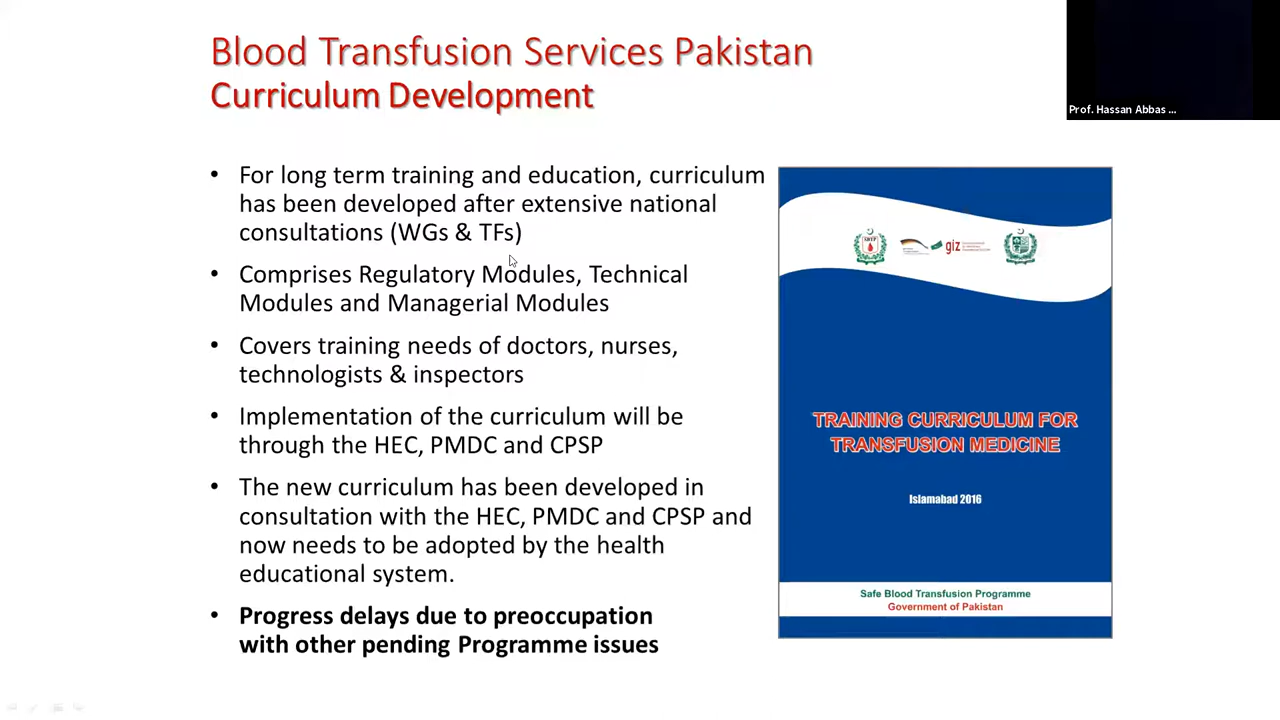 Blood Transfusion Services Pakistan
Curriculum Development
Prof. Hassan Abbas ...
• For long term training and education, curriculum
has been developed after extensive national
consultations (WGs & TFs)
• Comprises Regulatory Modules, Technical
Modules and Managerial Modules
• Covers training needs of doctors, nurses,
technologists & inspectors
• Implementation of the curriculum will be
through the HEC, PMDC and CPSP
• The new curriculum has been developed in
consultation with the HEC, PMDC and CPSP and
now needs to be adopted by the health
educational system.
• Progress delays due to preoccupation
with other pending Programme issues
SBTP
giz
TRAINING CURRICULUM FOR
TRANSFUSION MEDICINE
Islamabad 2016
Safe Blood Transfusion Programme
Government of Pakistan